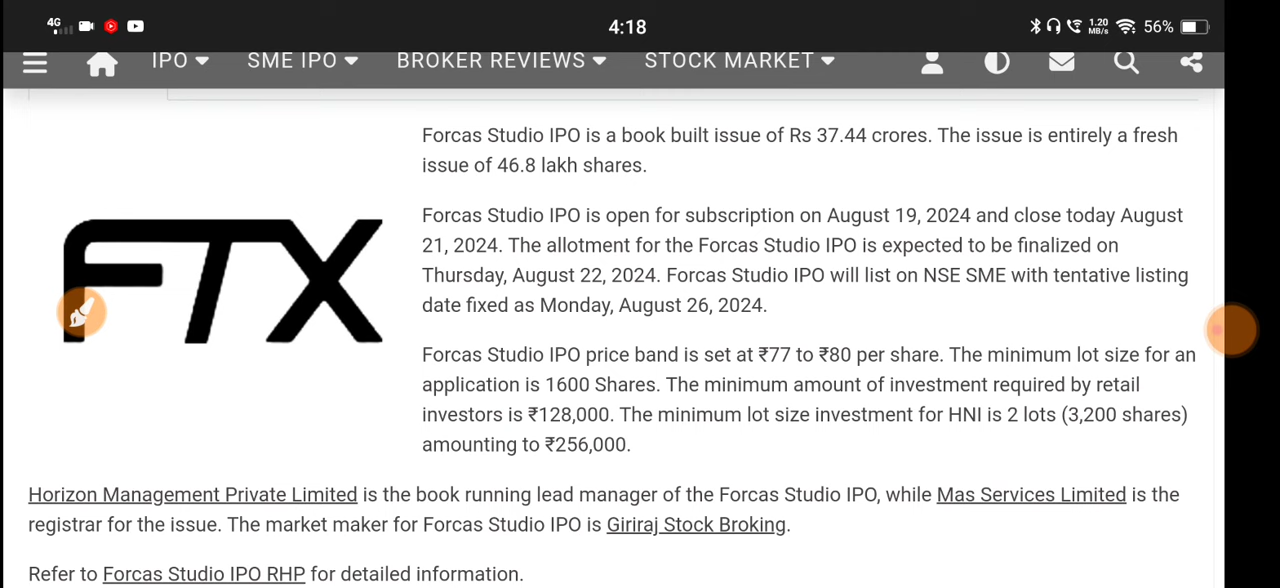 4G
4:18
1.20
MB/s
56%
IPO
SME IPO
BROKER REVIEWS
STOCK MARKET
Forcas Studio IPO is a book built issue of Rs 37.44 crores. The issue is entirely a fresh
issue of 46.8 lakh shares.
FTX
Forcas Studio IPO is open for subscription on August 19, 2024 and close today August
21, 2024. The allotment for the Forcas Studio IPO is expected to be finalized on
Thursday, August 22, 2024. Forcas Studio IPO will list on NSE SME with tentative listing
date fixed as Monday, August 26, 2024.
Forcas Studio IPO price band is set at ₹77 to ₹80 per share. The minimum lot size for an
application is 1600 Shares. The minimum amount of investment required by retail
investors is ₹128,000. The minimum lot size investment for HNI is 2 lots (3,200 shares)
amounting to ₹256,000.
Horizon Management Private Limited is the book running lead manager of the Forcas Studio IPO, while Mas Services Limited is the
registrar for the issue. The market maker for Forcas Studio IPO is Giriraj Stock Broking.
Refer to Forcas Studio IPO RHP for detailed information.